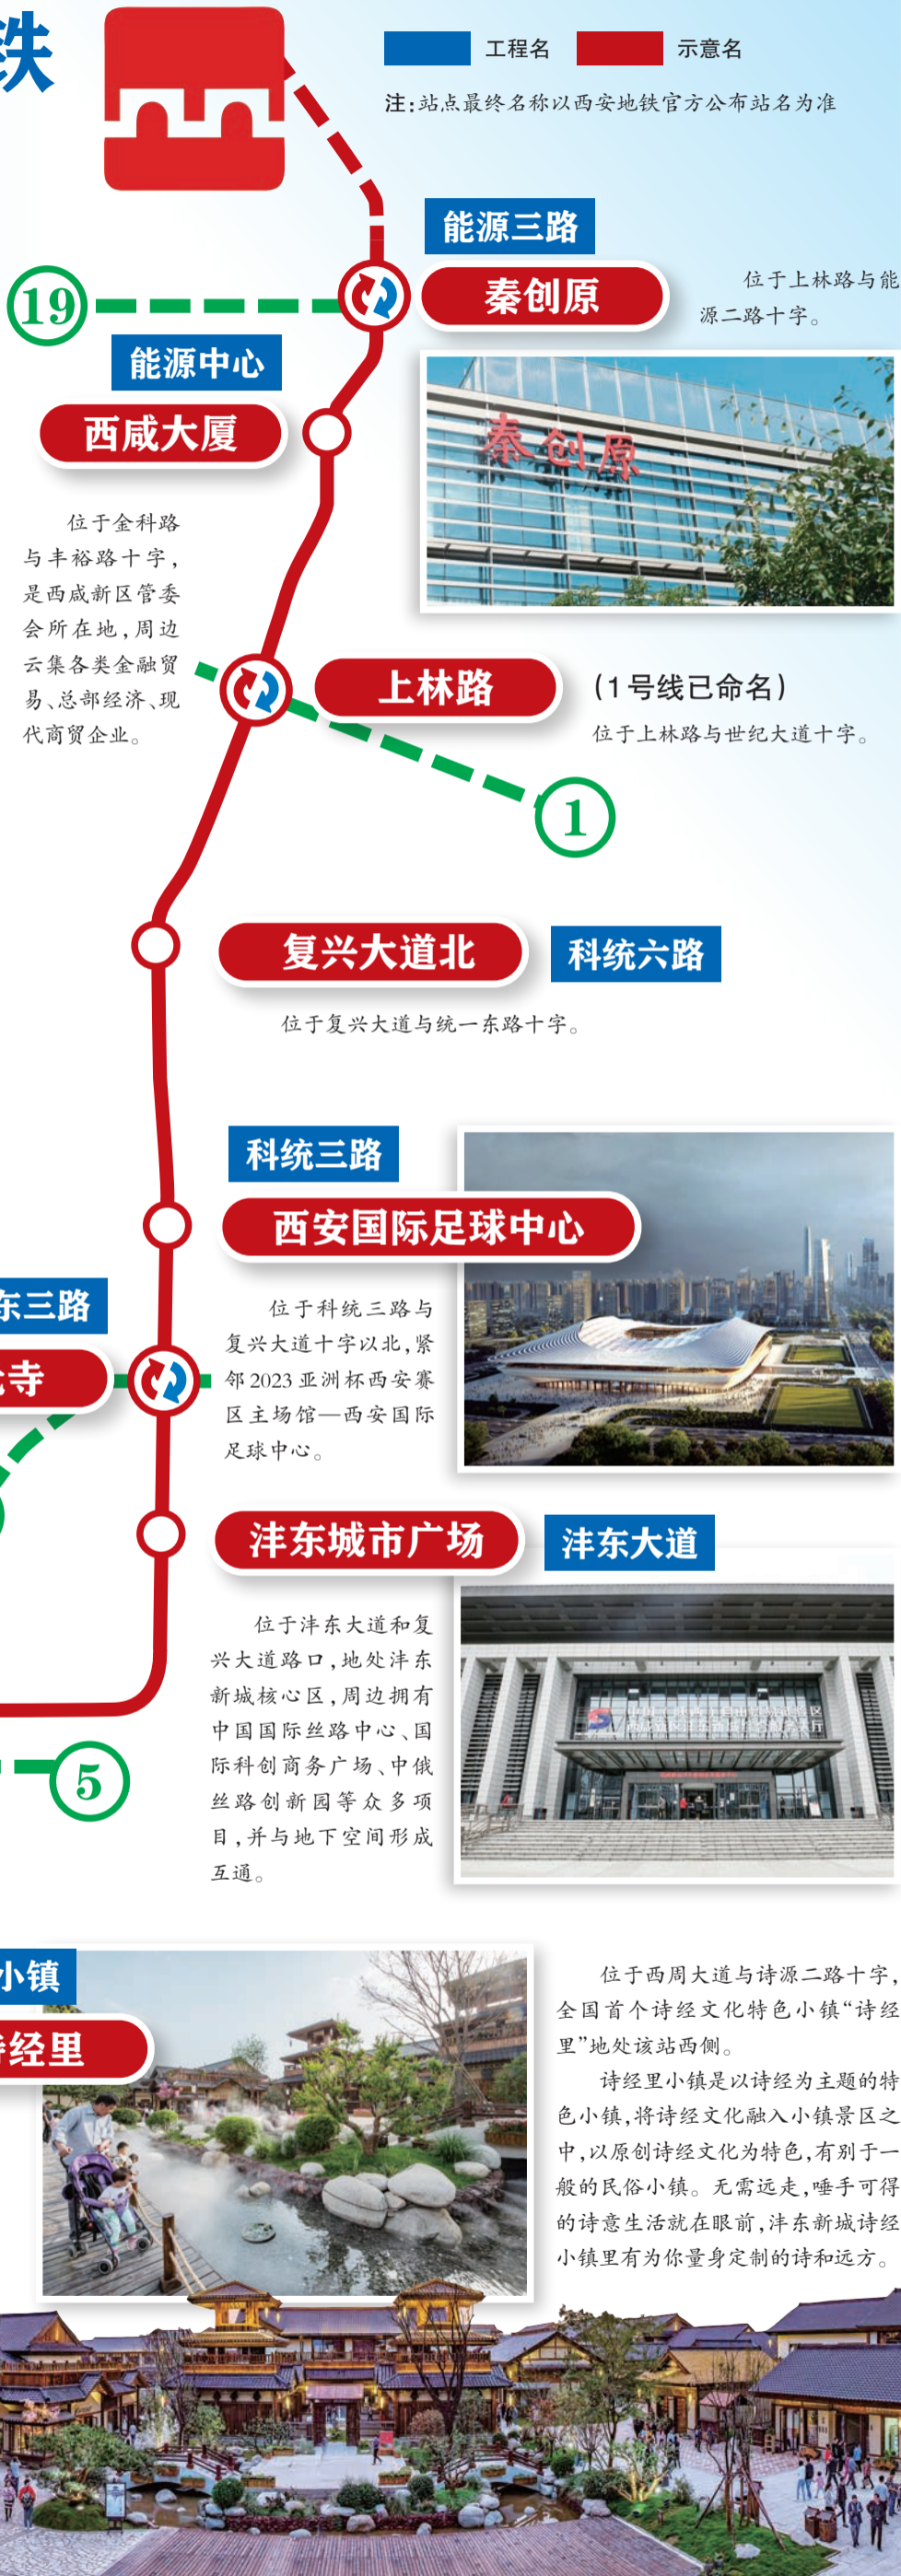 铁
工程名
示意名
注:站点最终名称以西安地铁官方公布站名为准
能源三路
秦创原
位于上林路与能
源二路十字。
19
能源中心
西咸大厦
秦创原
位于金科路
与丰裕路十字,
是西咸新区管委
会所在地,周边
云集各类金融贸
易、总部经济、现
代商贸企业。
上林路
(1号线已命名)
位于上林路与世纪大道十字。
1
复兴大道北
科统六路
位于复兴大道与统一东路十字。
科统三路
西安国际足球中心
位于科统三路与
复兴大道十字以北,紧
邻2023亚洲杯西安赛
区主场馆—西安国际
足球中心。
东三路
寺
沣东城市广场
沣东大道
位于沣东大道和复
兴大道路口,地处沣东
新城核心区,周边拥有
中国国际丝路中心、国
际科创商务广场、中俄
丝路创新园等众多项
目,并与地下空间形成
互通。
5
小镇
诗经里
位于西周大道与诗源二路十字,
全国首个诗经文化特色小镇“诗经
里”地处该站西侧。
诗经里小镇是以诗经为主题的特
色小镇,将诗经文化融入小镇景区之
中,以原创诗经文化为特色,有别于一
般的民俗小镇。无需远走,唾手可得
的诗意生活就在眼前,沣东新城诗经
小镇里有为你量身定制的诗和远方。